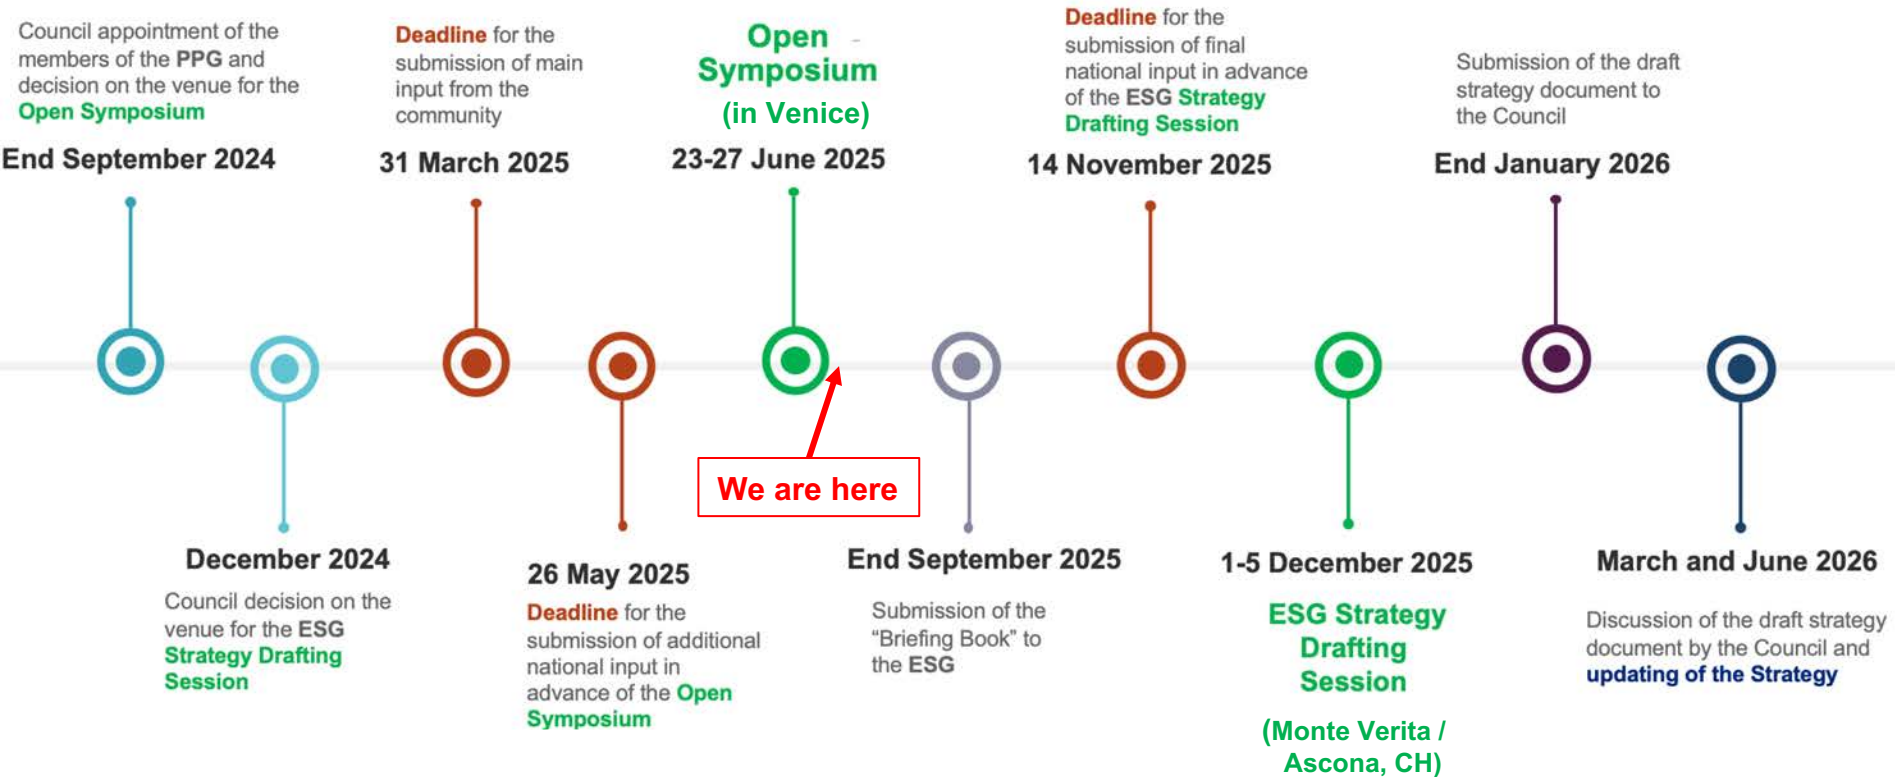 Council appointment of the
members of the PPG and
decision on the venue for the
Open Symposium
End September 2024
Deadline for the
submission of main
input from the
community
31 March 2025
Open
Symposium
(in Venice)
23-27 June 2025
Deadline for the
submission of final
national input in advance
of the ESG Strategy
Drafting Session
14 November 2025
Submission of the draft
strategy document to
the Council
End January 2026
We are here
December 2024
Council decision on the
venue for the ESG
Strategy Drafting
Session
26 May 2025
Deadline for the
submission of additional
national input in
advance of the Open
Symposium
End September 2025
Submission of the
“Briefing Book” to
the ESG
1-5 December 2025
ESG Strategy
Drafting
Session
(Monte Verita /
Ascona, CH)
March and June 2026
Discussion of the draft strategy
document by the Council and
updating of the Strategy